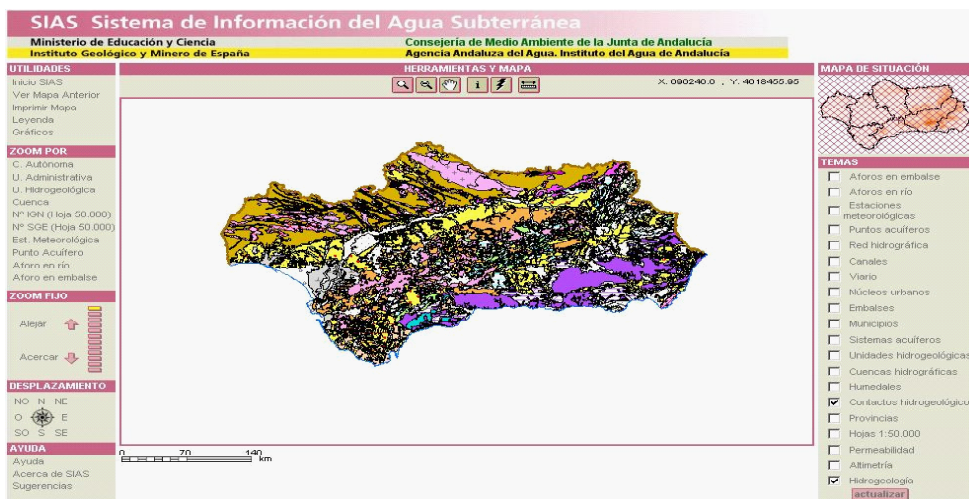 SIAS Sistema de Información del Agua Subterránea
Ministerio de Educación y Ciencia
Consejería de Medio Ambiente de la Junta de Andalucía
Instituto Geológico y Minero de España
Agencia Andaluza del Agua. Instituto del Agua de Andalucía
UTILIDADES
Inicio SIAS
Ver Mapa Anterior
Imprimir Mapa
Leyenda
Gráficos
ZOOM POR
C. Autónoma
U. Administrativa
U. Hidrogeológica
Cuenca
Nº IGN (Hoja 50.000)
Nº SGE (Hoja 50.000)
Est. Meteorológica
Punto Acuífero
Aforo en río
Aforo en embalse
ZOOM FIJO
Alejar
Acercar
DESPLAZAMIENTO
NO N NE
O E
SO S SE
AYUDA
Ayuda
Acerca de SIAS
Sugerencias
HERRAMIENTAS Y MAPA
X. 090240.0 , Y. 4018455.95
0 70 140
km
MAPA DE SITUACIÓN
TEMAS
Aforos en embalse
Aforos en río
Estaciones
meteorológicas
Puntos acuíferos
Red hidrográfica
Canales
Viario
Núcleos urbanos
Embalses
Municipios
Sistemas acuíferos
Unidades hidrogeológicas
Cuencas hidrográficas
Humedales
Contactos hidrogeológico
Provincias
Hojas 1:50.000
Permeabilidad
Altimetría
Hidrogeología
actualizar